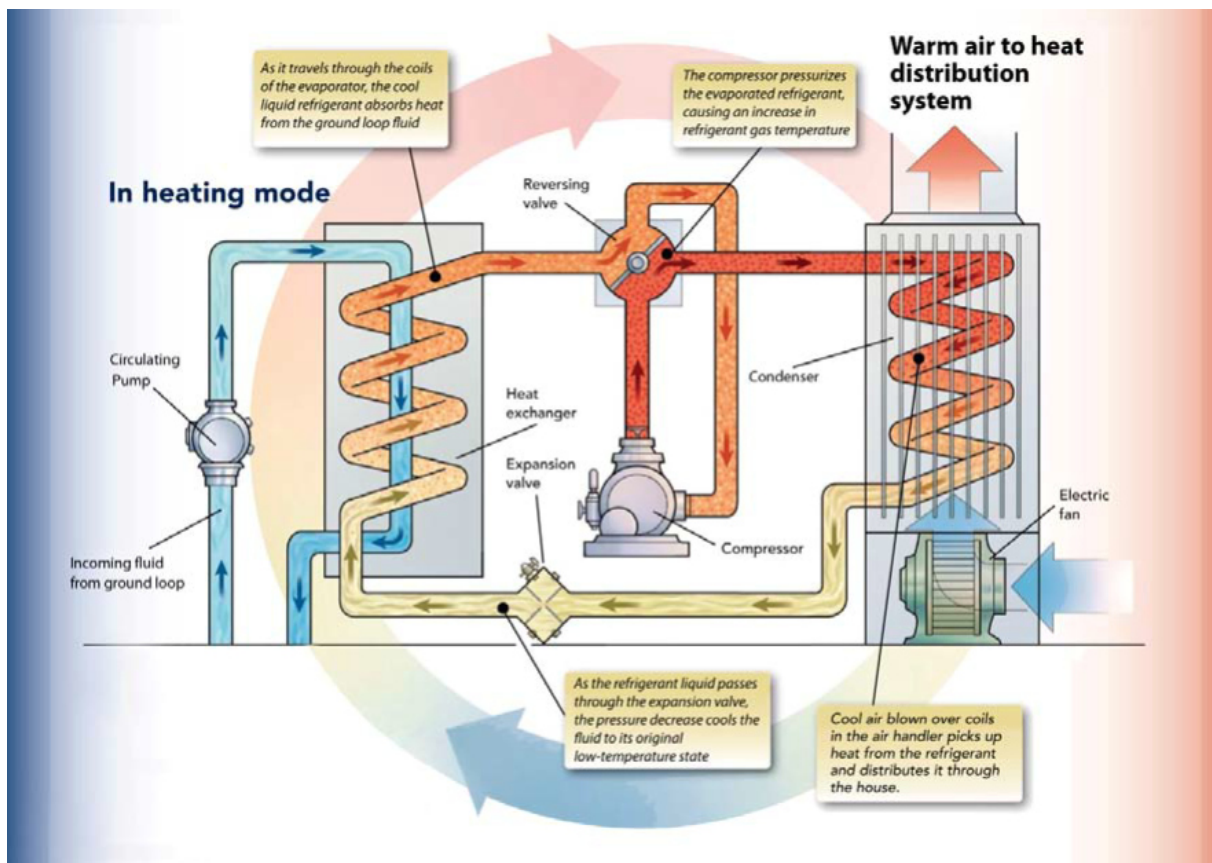 As it travels through the coils
of the evaporator, the cool
liquid refrigerant absorbs heat
from the ground loop fluid
The compressor pressurizes
the evaporated refrigerant,
causing an increase in
refrigerant gas temperature
Warm air to heat
distribution
system
In heating mode
Reversing
valve
Circulating
Pump
Condenser
Heat
exchanger
Expansion
valve
Electric
fan
Compressor
Incoming fluid
from ground loop
As the refrigerant liquid passes
through the expansion valve,
the pressure decrease cools the
fluid to its original
low-temperature state
Cool air blown over coils
in the air handler picks up
heat from the refrigerant
and distributes it through
the house.